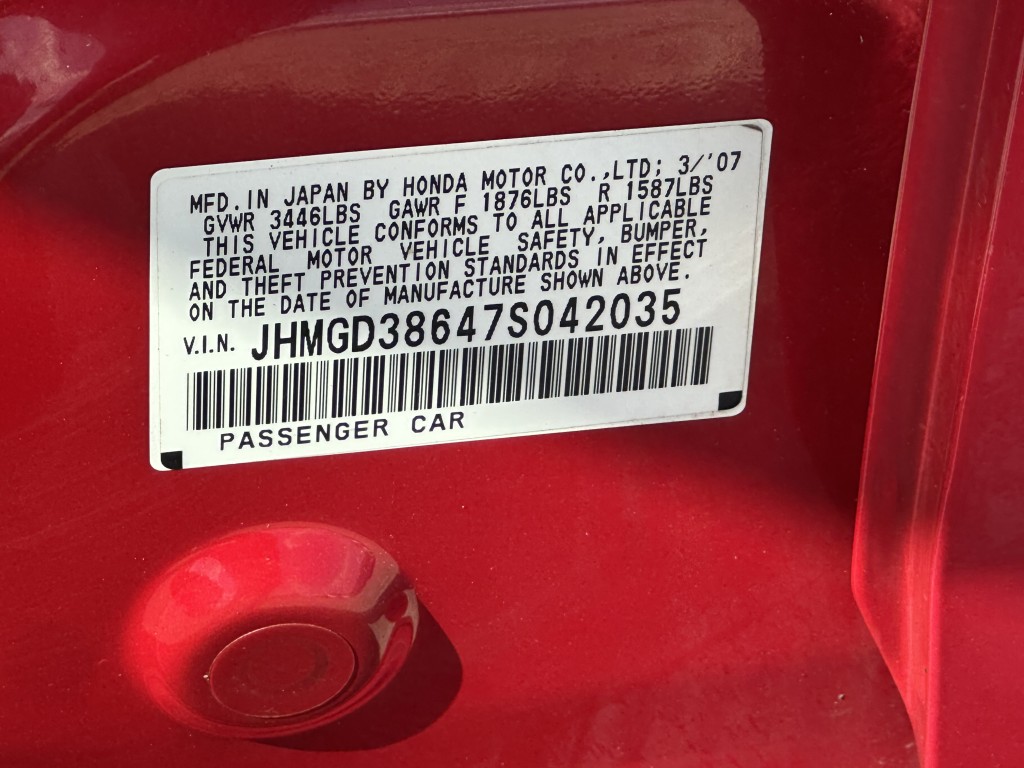 MFD. IN JAPAN BY HONDA MOTOR CO.,LTD; 3/'07
GVWR 3446LBS GAWR F 1876LBS R 1587LBS
THIS VEHICLE CONFORMS TO ALL APPLICABLE
FEDERAL MOTOR VEHICLE SAFETY, BUMPER,
AND THEFT PREVENTION STANDARDS IN EFFECT
ON THE DATE OF MANUFACTURE SHOWN ABOVE.
V.I.N. JHMGD38647S042035
PASSENGER CAR